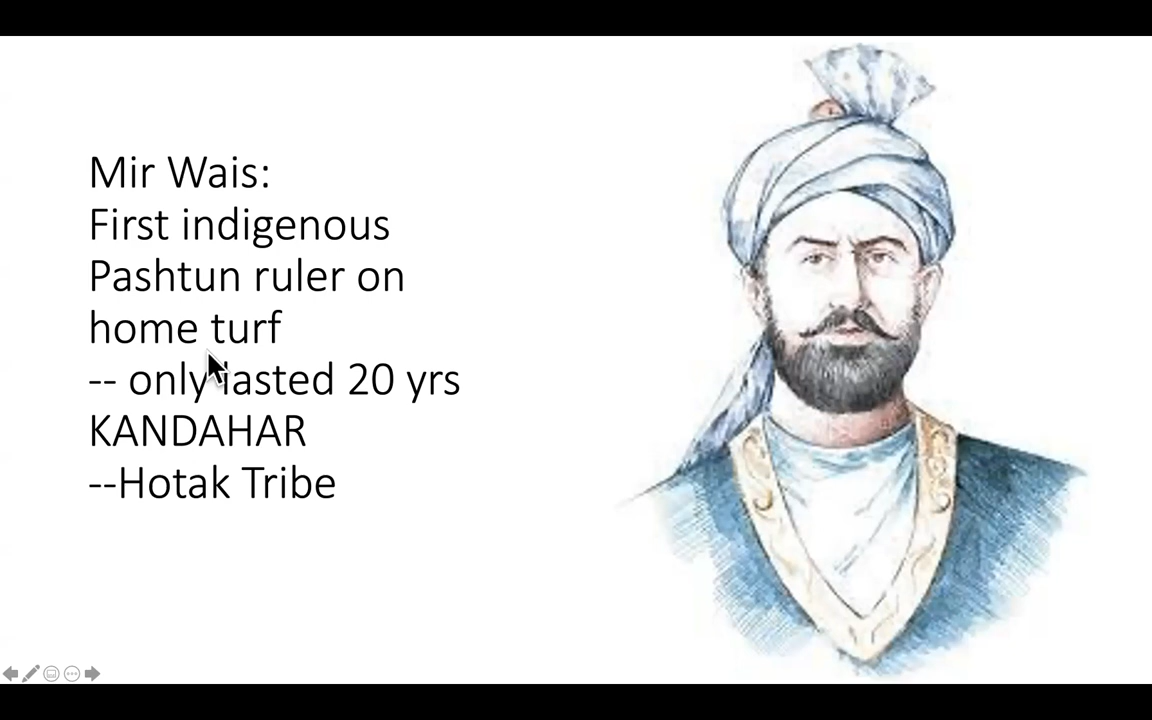 Mir Wais:
First indigenous
Pashtun ruler on
home turf
-- only lasted 20 yrs
KANDAHAR
--Hotak Tribe